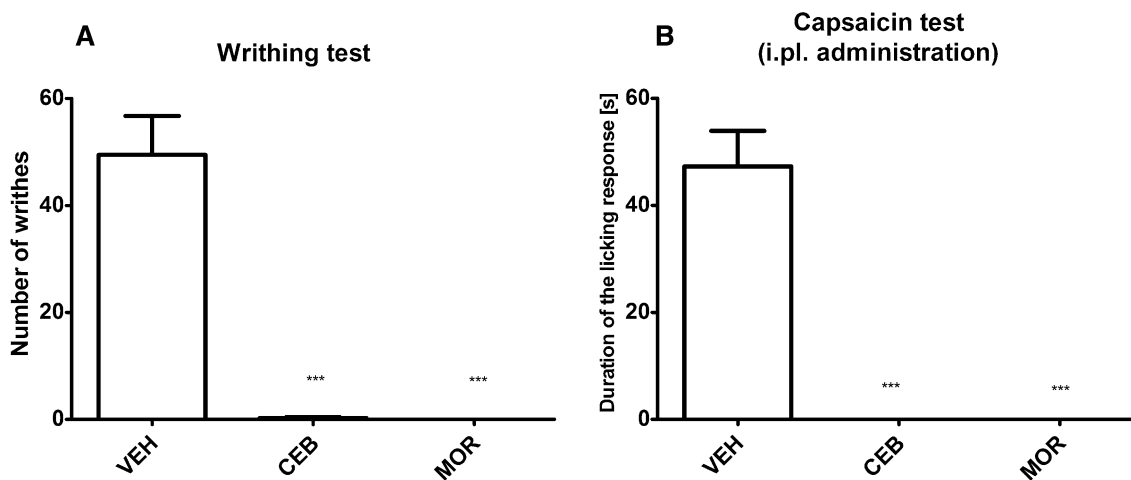 A
Writhing test
Number of writhes
60
40
20
0
***
***
VEH
CEB
MOR
B
Capsaicin test
(i.pl. administration)
Duration of the licking response [s]
60
40
20
0
***
***
VEH
CEB
MOR